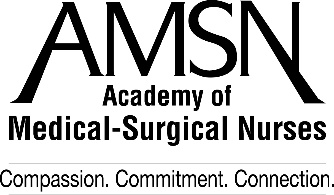 AMSN
Academy of
Medical-Surgical Nurses
Compassion. Commitment. Connection.